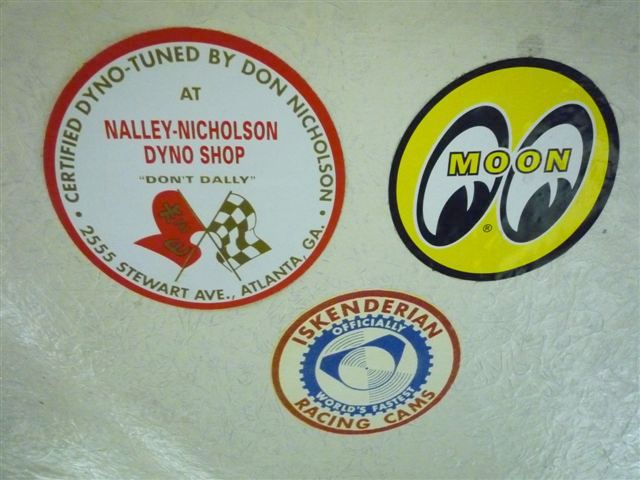 • CERTIFIED DYNO-TUNED BY DON NICHOLSON •
AT
NALLEY-NICHOLSON
DYNO SHOP
"DON'T DALLY"
2555 STEWART AVE., ATLANTA, GA.
MOON
®
ISKENDERIAN
OFFICIALLY
WORLD'S FASTEST
RACING CAMS